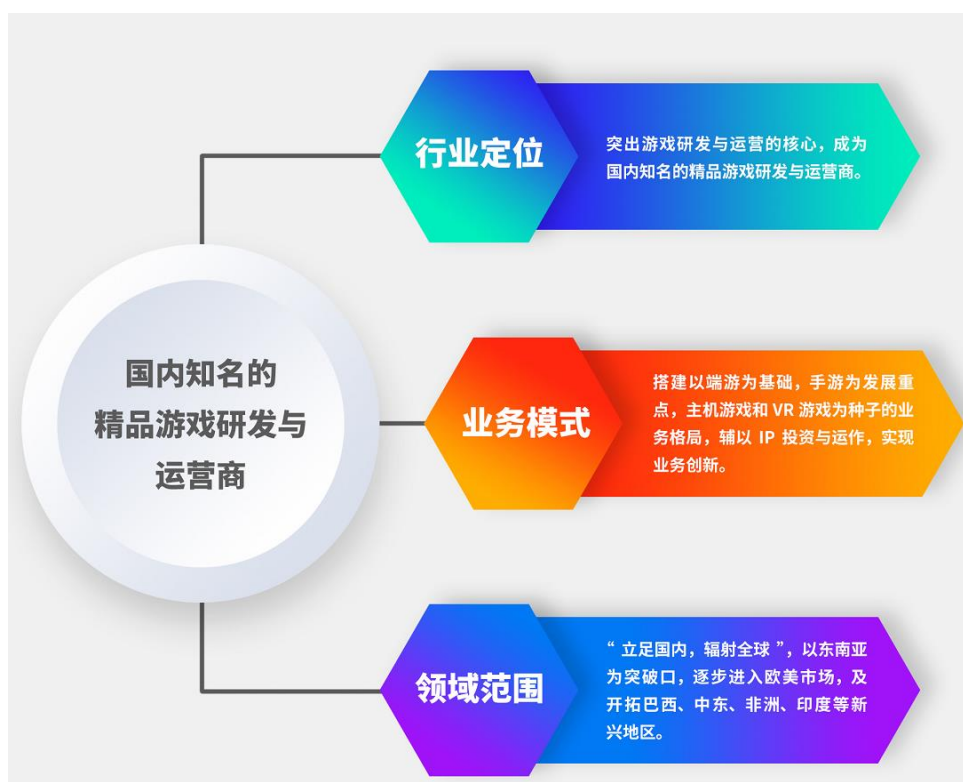 行业定位
突出游戏研发与运营的核心，成为
国内知名的精品游戏研发与运营商。
国内知名的
精品游戏研发与
运营商
业务模式
搭建以端游为基础，手游为发展重
点，主机游戏和 VR 游戏为种子的业
务格局，辅以 IP 投资与运作，实现
业务创新。
领域范围
“ 立足国内，辐射全球 ”，以东南亚
为突破口，逐步进入欧美市场，及
开拓巴西、中东、非洲、印度等新
兴地区。